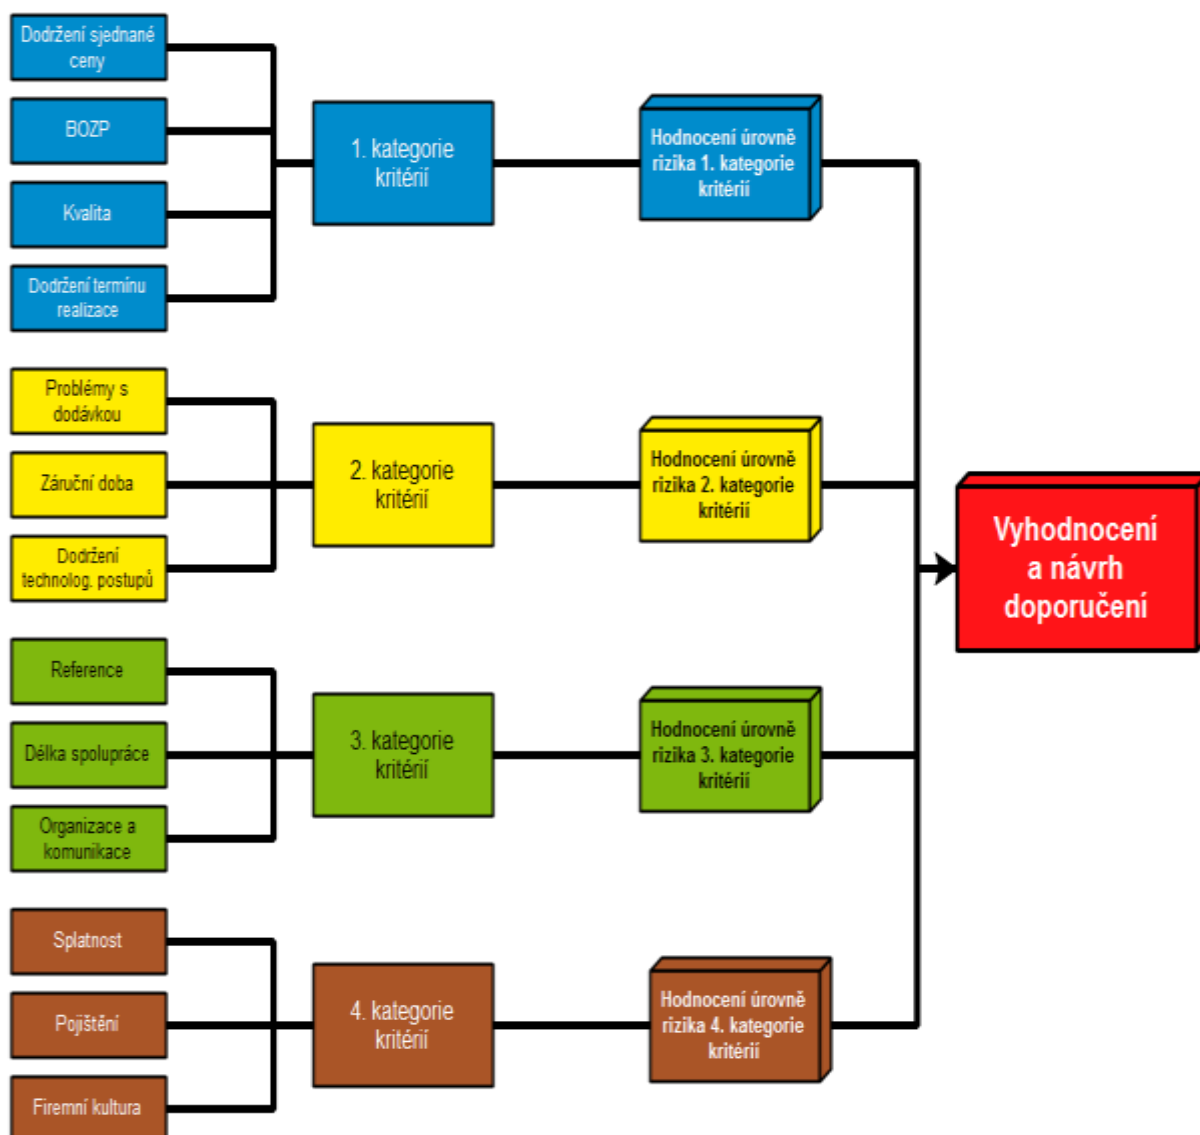 Dodržení sjednané
ceny
BOZP
Kvalita
Dodržení termínu
realizace
1. kategorie
kritérií
Hodnocení úrovně
rizika 1. kategorie
kritérií
Problémy s
dodávkou
Záruční doba
Dodržení
technolog. postupů
2. kategorie
kritérií
Hodnocení úrovně
rizika 2. kategorie
kritérií
Reference
Délka spolupráce
Organizace a
komunikace
3. kategorie
kritérií
Hodnocení úrovně
rizika 3. kategorie
kritérií
Splatnost
Pojištění
Firemní kultura
4. kategorie
kritérií
Hodnocení úrovně
rizika 4. kategorie
kritérií
Vyhodnocení
a návrh
doporučení